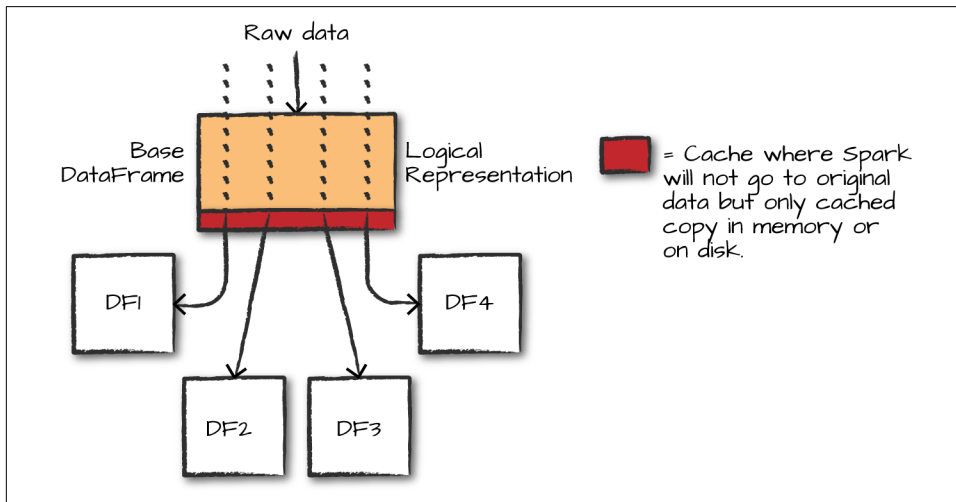 Raw data
Base
DataFrame
Logical
Representation
= Cache where Spark
will not go to original
data but only cached
copy in memory or
on disk.
DF1
DF4
DF2
DF3